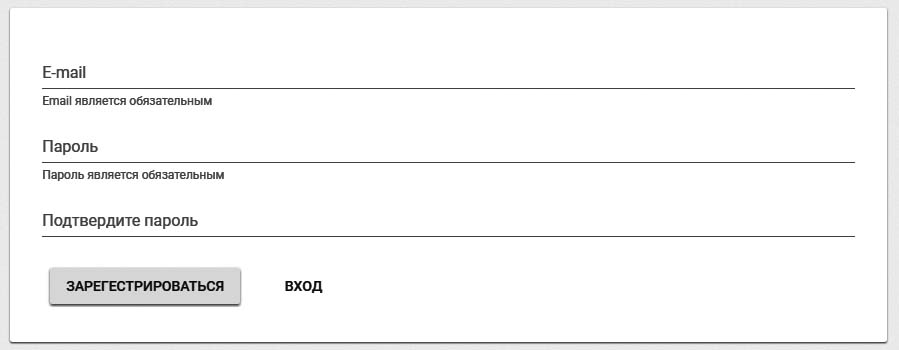 E-mail
Email является обязательным
Пароль
Пароль является обязательным
Подтвердите пароль
ЗАРЕГЕСТРИРОВАТЬСЯ ВХОД